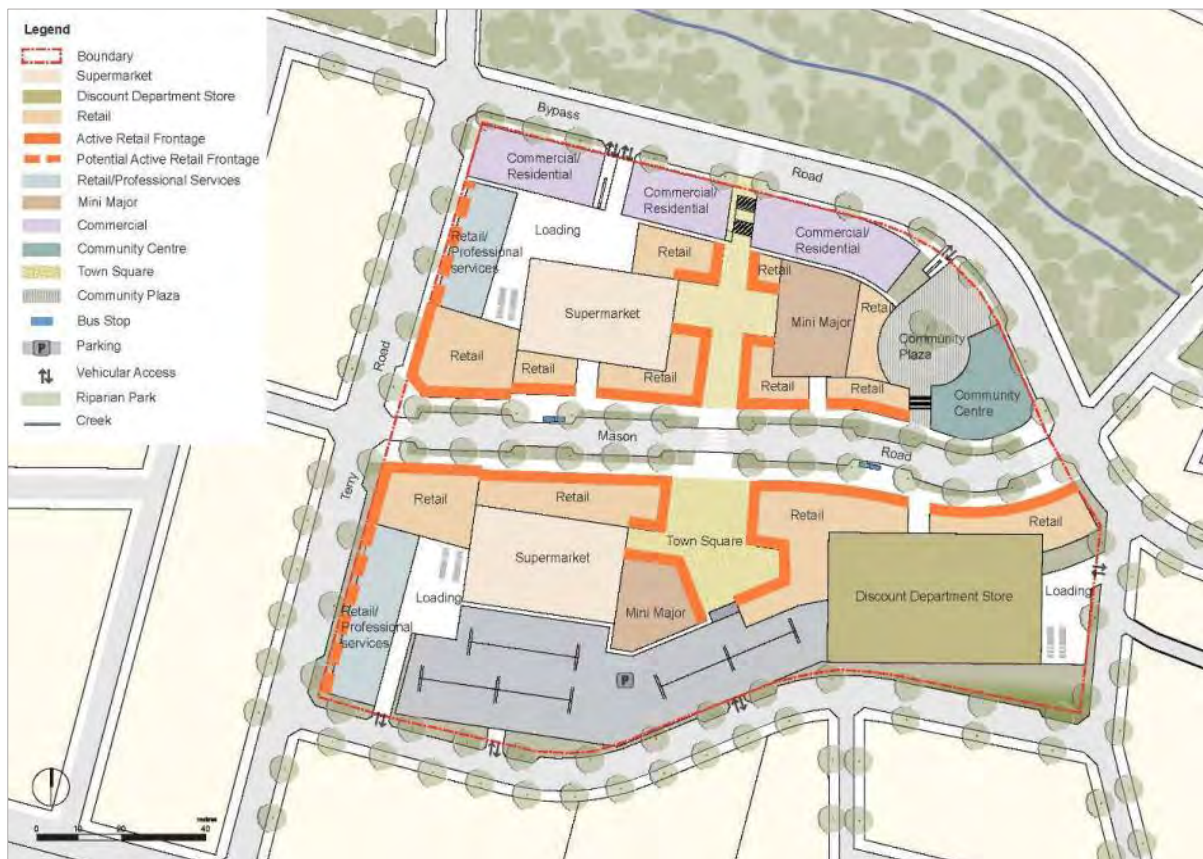 Legend
Boundary
Supermarket
Discount Department Store
Retail
Active Retail Frontage
Potential Active Retail Frontage
Retail/Professional Services
Mini Major
Commercial
Community Centre
Town Square
Community Plaza
Bus Stop
P
Parking
Vehicular Access
Riparian Park
Creek
Bypass
Road
Commercial/
Residential
Commercial/
Residential
Commercial/
Residential
Retail/
/Professional
services
Loading
Retail
Retail
Supermarket
Mini Major
Retail
Community
Plaza
Retail
Retail
Retail
Retail
Retail
Community
Centre
Road
Mason
Road
Terry
Retail
Retail
Retail
Retail
Town Square
Supermarket
Loading
Mini Major
Discount Department Store
Loading
Retail/
Professional
services
P
metres
0 10 20 40